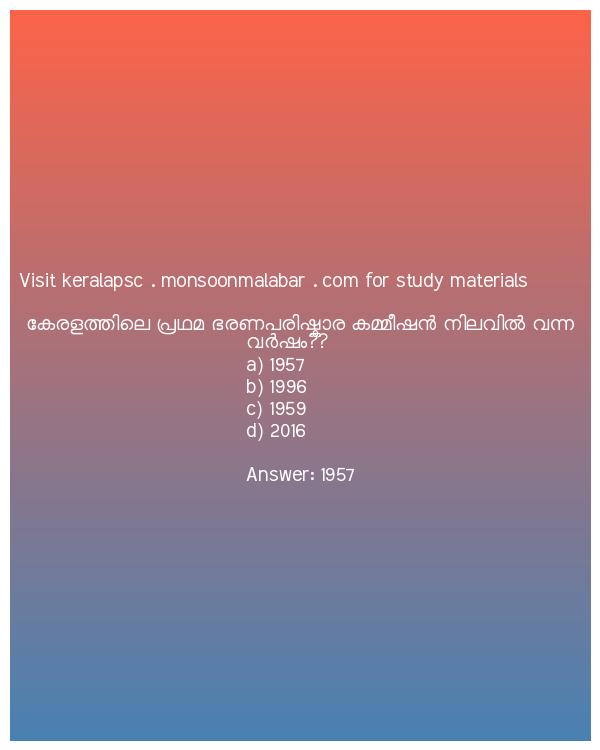 Visit keralapsc . monsoonmalabar . com for study materials
കേരളത്തിലെ പ്രഥമ ഭരണപരിഷ്കാര കമ്മീഷൻ നിലവിൽ വന്ന
വർഷം??
a) 1957
b) 1996
c) 1959
d) 2016
Answer: 1957